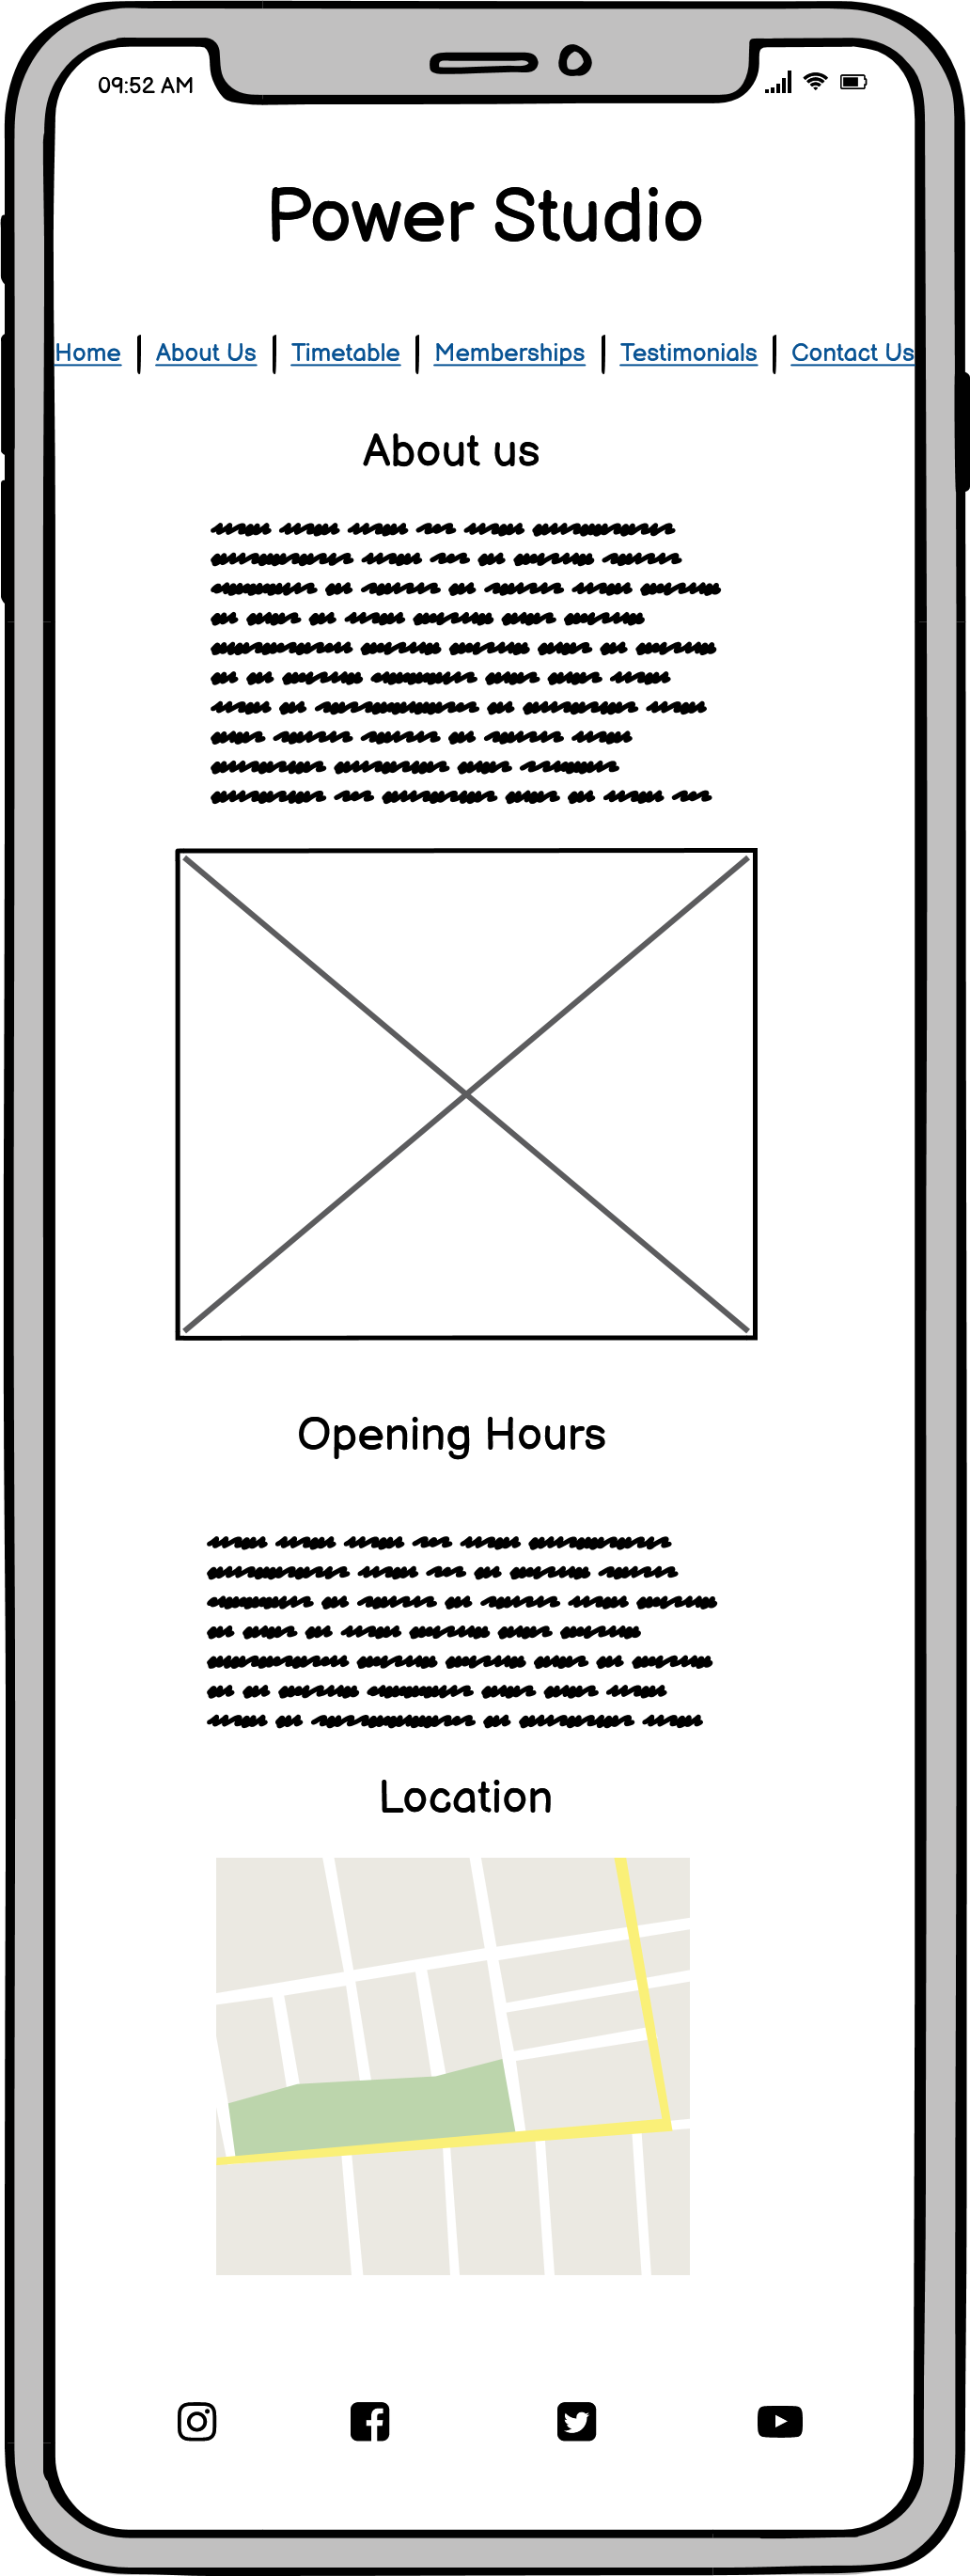 09:52 AM
Power Studio
Home | About Us | Timetable | Memberships | Testimonials | Contact Us
About us
Opening Hours
Location